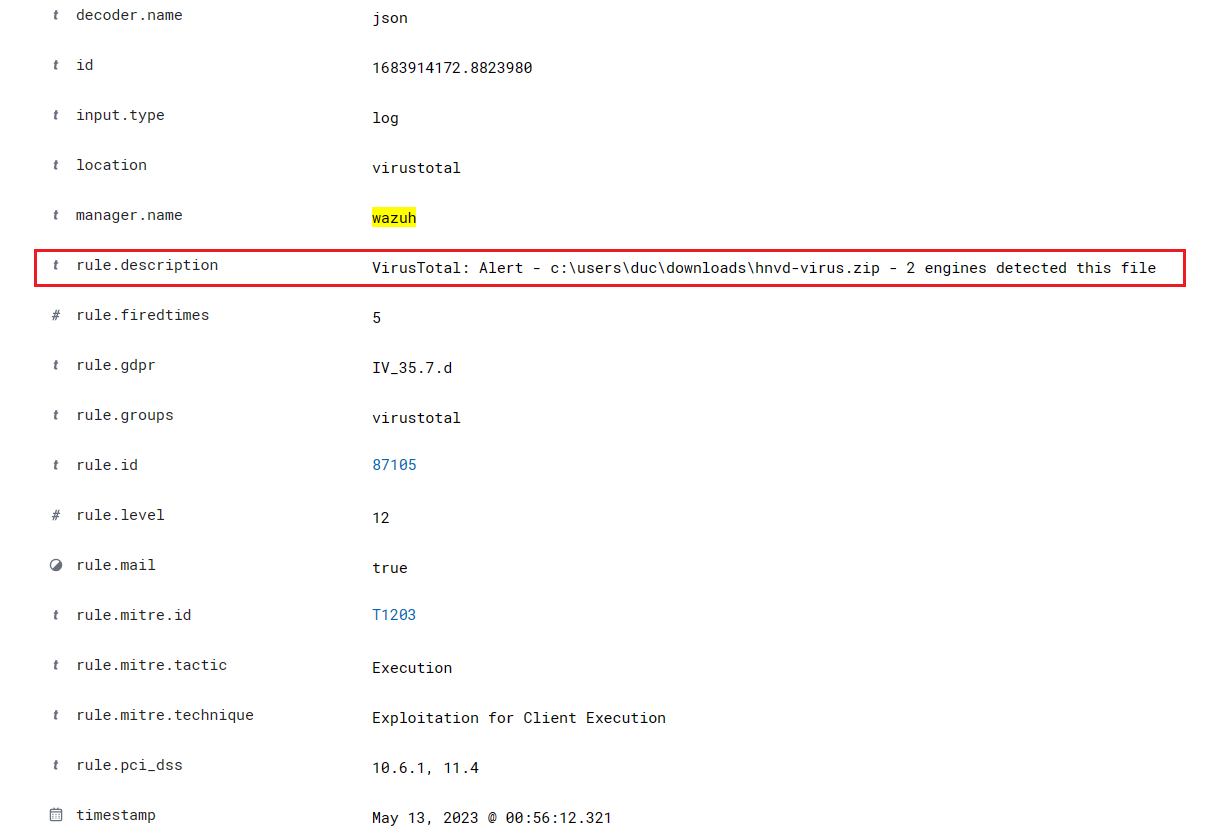 t decoder.name json
t id 1683914172.8823980
t input.type log
t location virustotal
t manager.name wazuh
t rule.description VirusTotal: Alert - c:\users\duc\downloads\hnvd-virus.zip - 2 engines detected this file
# rule.firedtimes 5
t rule.gdpr IV_35.7.d
t rule.groups virustotal
t rule.id 87105
# rule.level 12
rule.mail true
t rule.mitre.id T1203
t rule.mitre.tactic Execution
t rule.mitre.technique Exploitation for Client Execution
t rule.pci_dss 10.6.1, 11.4
timestamp May 13, 2023 @ 00:56:12.321